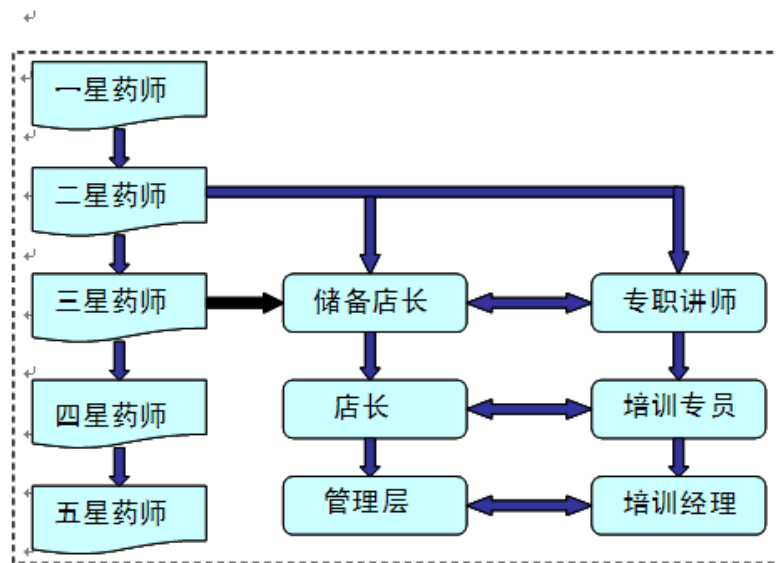 一星药师
二星药师
三星药师
储备店长
专职讲师
四星药师
店长
培训专员
五星药师
管理层
培训经理